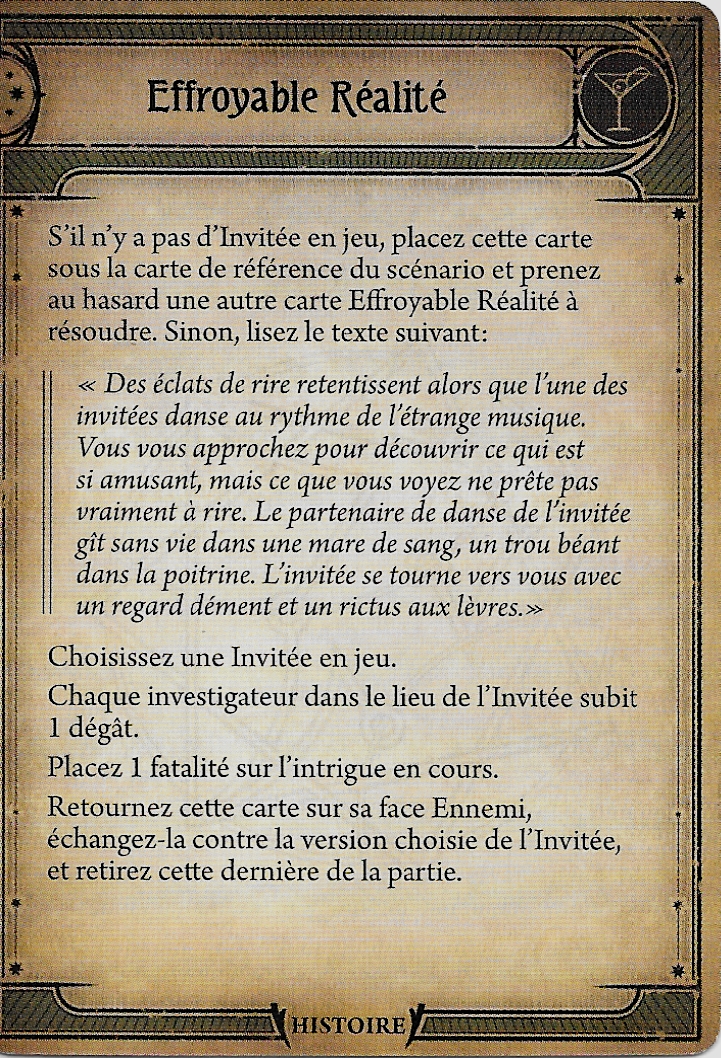 Effroyable Réalité
S'il n'y a pas d'Invitée en jeu, placez cette carte
sous la carte de référence du scénario et prenez
au hasard une autre carte Effroyable Réalité à
résoudre. Sinon, lisez le texte suivant:
« Des éclats de rire retentissent alors que l'une des
invitées danse au rythme de l'étrange musique.
Vous vous approchez pour découvrir ce qui est
si amusant, mais ce que vous voyez ne prête pas
vraiment à rire. Le partenaire de danse de l'invitée
gît sans vie dans une mare de sang, un trou béant
dans la poitrine. L'invitée se tourne vers vous avec
un regard dément et un rictus aux lèvres.»
Choisissez une Invitée en jeu.
Chaque investigateur dans le lieu de l'Invitée subit
1 dégât.
Placez 1 fatalité sur l'intrigue en cours.
Retournez cette carte sur sa face Ennemi,
échangez-la contre la version choisie de l'Invitée,
et retirez cette dernière de la partie.
HISTOIRE